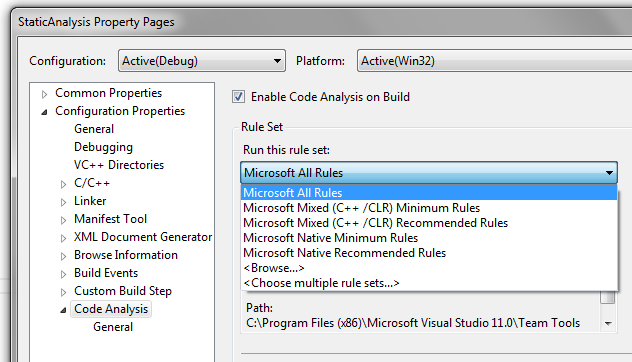 StaticAnalysis Property Pages
Configuration: Active(Debug) Platform: Active(Win32)
Common Properties
Configuration Properties
General
Debugging
VC++ Directories
C/C++
Linker
Manifest Tool
XML Document Generator
Browse Information
Build Events
Custom Build Step
Code Analysis
General
Enable Code Analysis on Build
Rule Set
Run this rule set:
Microsoft All Rules
Microsoft All Rules
Microsoft Mixed (C++ /CLR) Minimum Rules
Microsoft Mixed (C++ /CLR) Recommended Rules
Microsoft Native Minimum Rules
Microsoft Native Recommended Rules
<Browse...>
<Choose multiple rule sets...>
Path:
C:\Program Files (x86)\Microsoft Visual Studio 11.0\Team Tools